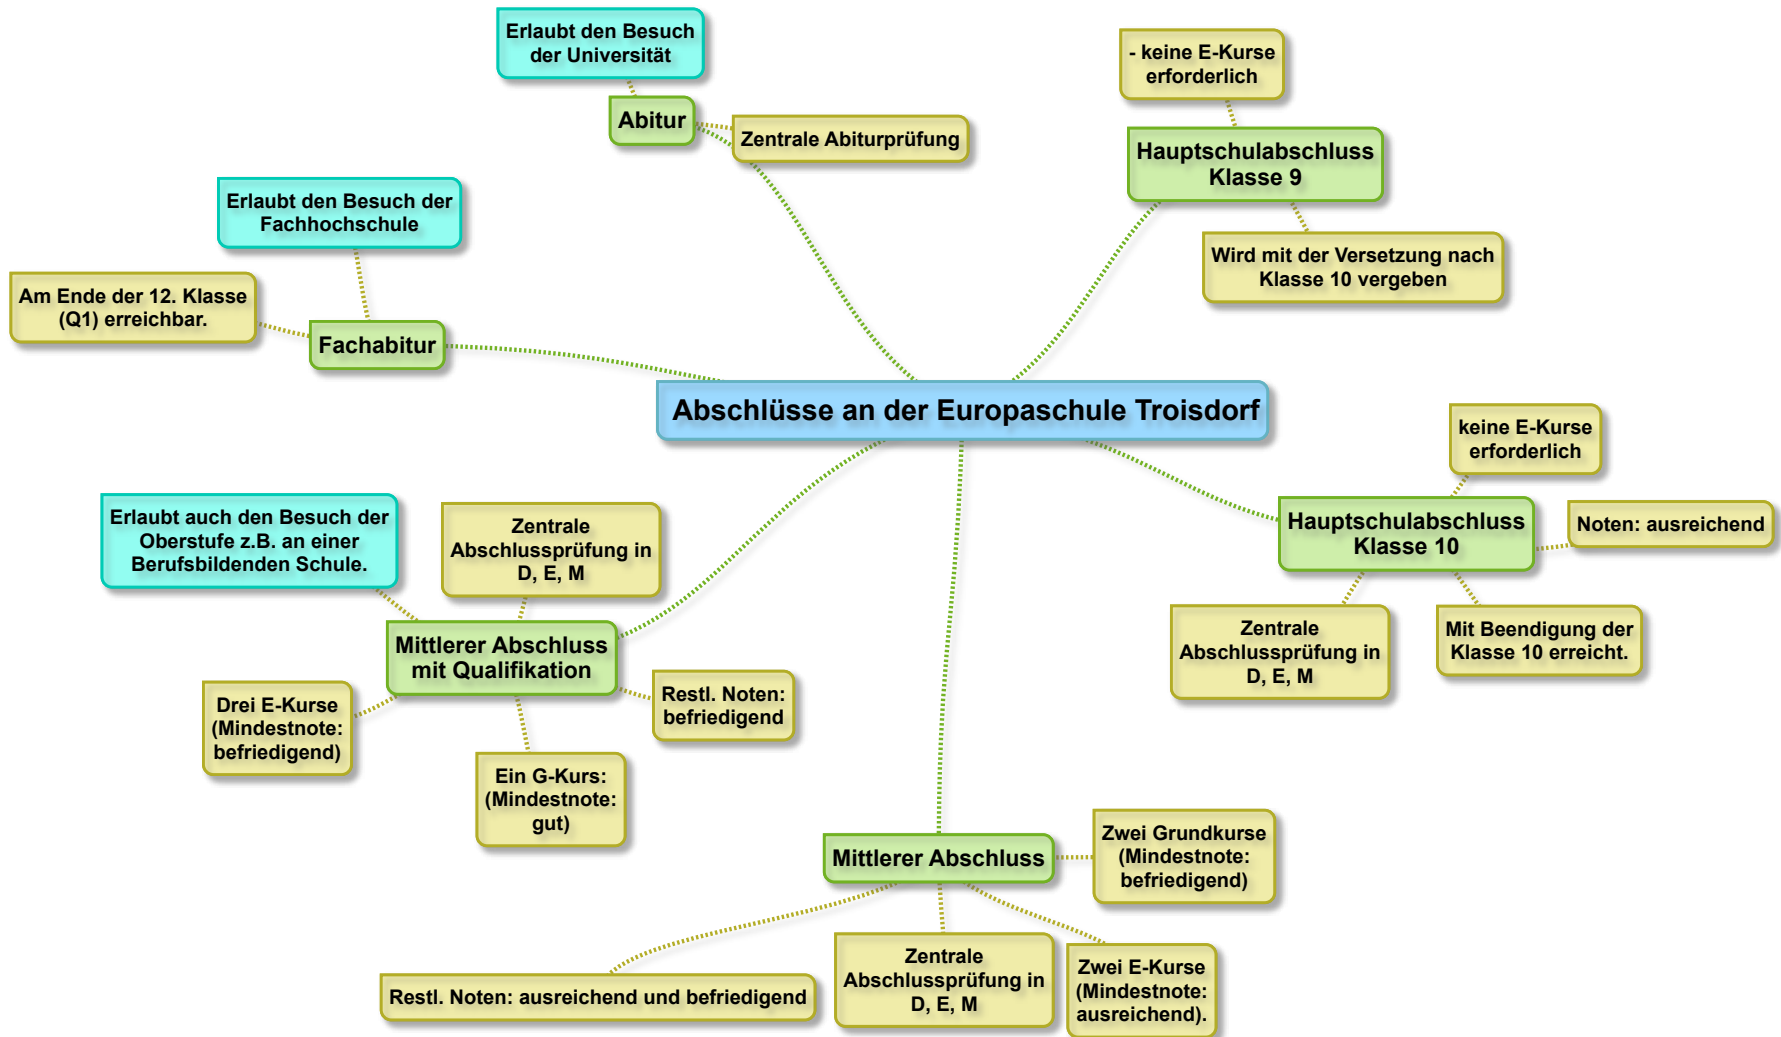 Erlaubt den Besuch
der Universität
Abitur
Zentrale Abiturprüfung
- keine E-Kurse
erforderlich
Hauptschulabschluss
Klasse 9
Wird mit der Versetzung nach
Klasse 10 vergeben
Erlaubt den Besuch der
Fachhochschule
Am Ende der 12. Klasse
(Q1) erreichbar.
Fachabitur
Abschlüsse an der Europaschule Troisdorf
keine E-Kurse
erforderlich
Hauptschulabschluss
Klasse 10
Noten: ausreichend
Zentrale
Abschlussprüfung in
D, E, M
Mit Beendigung der
Klasse 10 erreicht.
Erlaubt auch den Besuch der
Oberstufe z.B. an einer
Berufsbildenden Schule.
Zentrale
Abschlussprüfung in
D, E, M
Mittlerer Abschluss
mit Qualifikation
Drei E-Kurse
(Mindestnote:
befriedigend)
Restl. Noten:
befriedigend
Ein G-Kurs:
(Mindestnote:
gut)
Mittlerer Abschluss
Zwei Grundkurse
(Mindestnote:
befriedigend)
Restl. Noten: ausreichend und befriedigend
Zentrale
Abschlussprüfung in
D, E, M
Zwei E-Kurse
(Mindestnote:
ausreichend).